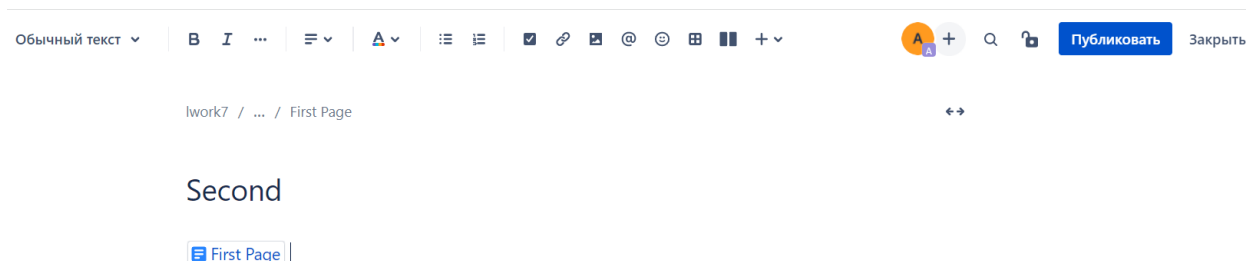 Обычный текст B I ... A @ A A + Публиковать Закрыть
lwork7 / ... / First Page
Second
First Page